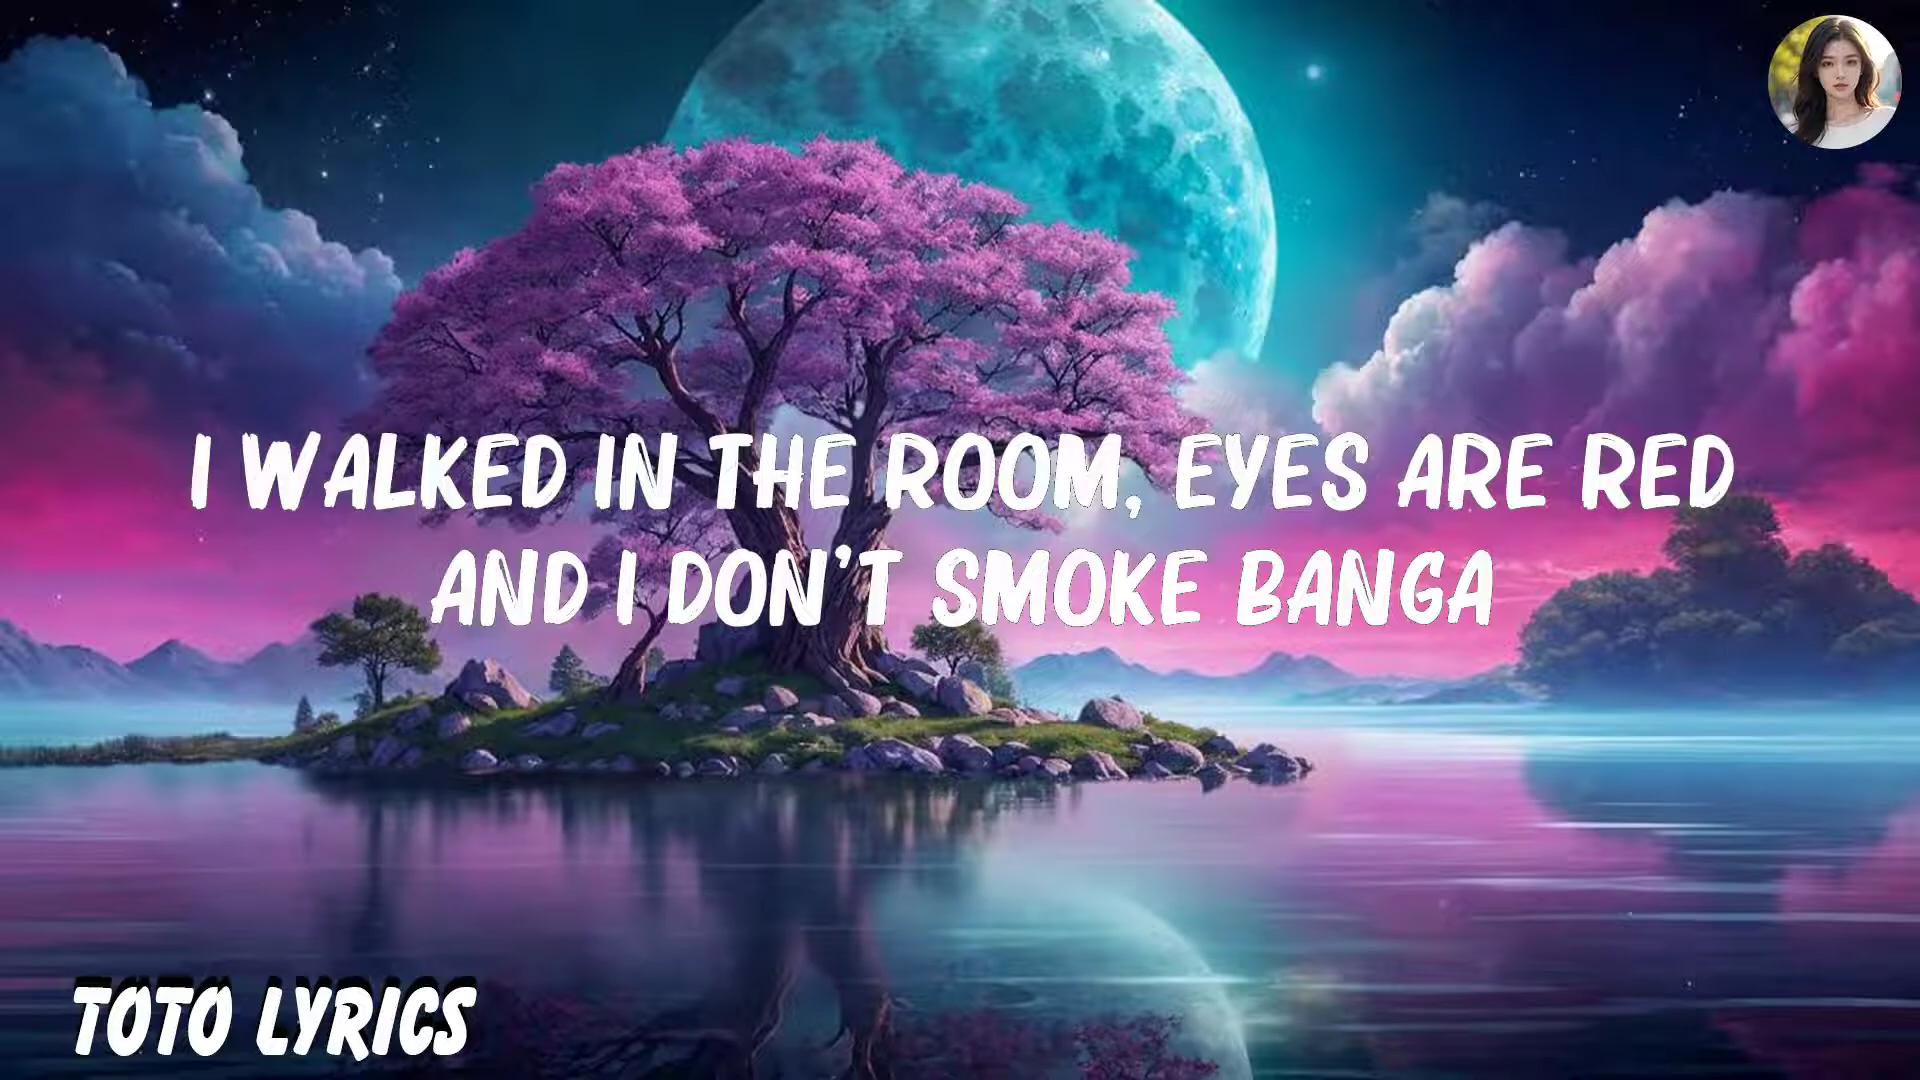 I WALKED IN THE ROOM, EYES ARE RED
AND I DON'T SMOKE BANGA
TOTO LYRICS